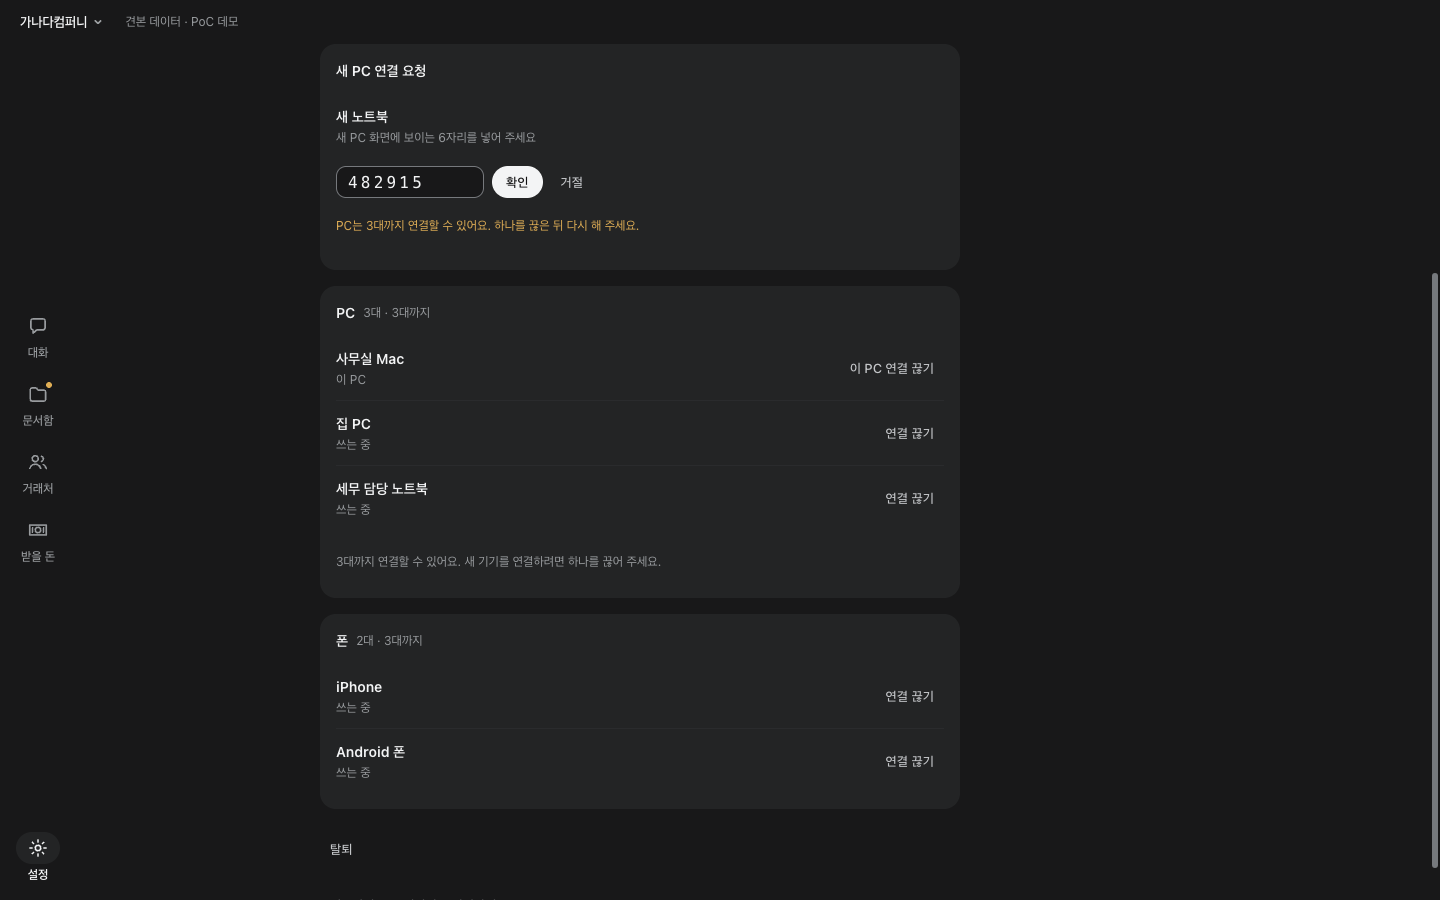 가나다컴퍼니
견본 데이터 · PoC 데모
새 PC 연결 요청
새 노트북
새 PC 화면에 보이는 6자리를 넣어 주세요
482915
확인
거절
PC는 3대까지 연결할 수 있어요. 하나를 끊은 뒤 다시 해 주세요.
PC 3대 · 3대까지
사무실 Mac
이 PC
이 PC 연결 끊기
집 PC
쓰는 중
연결 끊기
세무 담당 노트북
쓰는 중
연결 끊기
3대까지 연결할 수 있어요. 새 기기를 연결하려면 하나를 끊어 주세요.
폰 2대 · 3대까지
iPhone
쓰는 중
연결 끊기
Android 폰
쓰는 중
연결 끊기
탈퇴
대화
문서함
거래처
받을 돈
설정